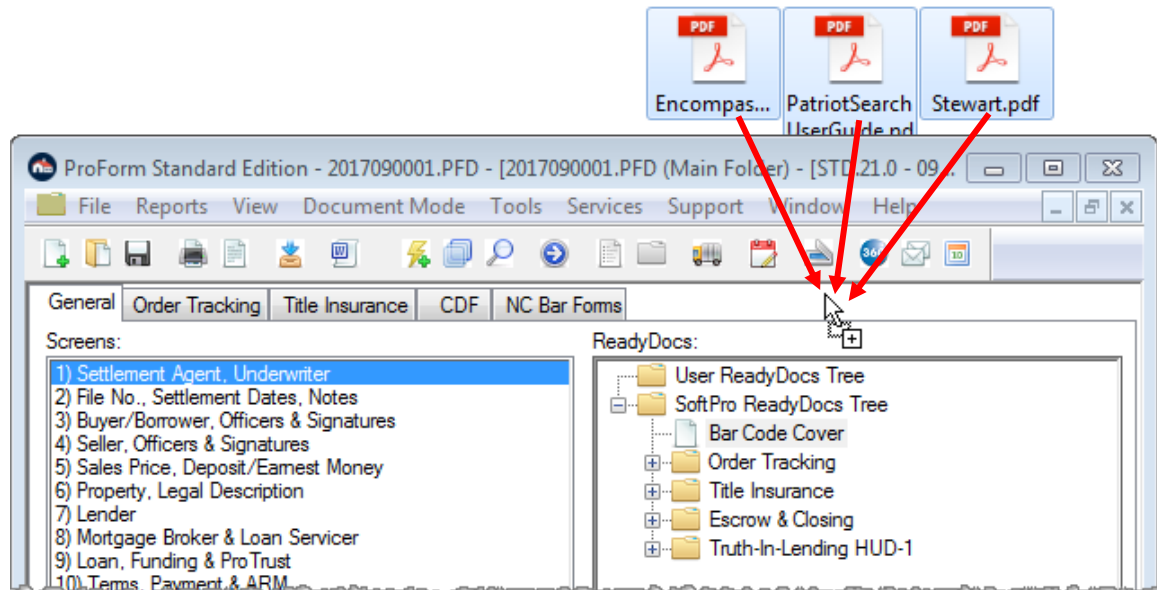 PDF PDF PDF
Encompas... PatriotSearch Stewart.pdf
UserGuide.pd
ProForm Standard Edition - 2017090001.PFD - [2017090001.PFD (Main Folder) - [STD.21.0 - 09...
File Reports View Document Mode Tools Services Support Window Help
W 360 10
General Order Tracking Title Insurance CDF NC Bar Forms
Screens: ReadyDocs:
1) Settlement Agent, Underwriter
2) File No., Settlement Dates, Notes
3) Buyer/Borrower, Officers & Signatures
4) Seller, Officers & Signatures
5) Sales Price, Deposit/Earnest Money
6) Property, Legal Description
7) Lender
8) Mortgage Broker & Loan Servicer
9) Loan, Funding & ProTrust
10) Terms, Payment & ARM
User ReadyDocs Tree
SoftPro ReadyDocs Tree
Bar Code Cover
Order Tracking
Title Insurance
Escrow & Closing
Truth-In-Lending HUD-1